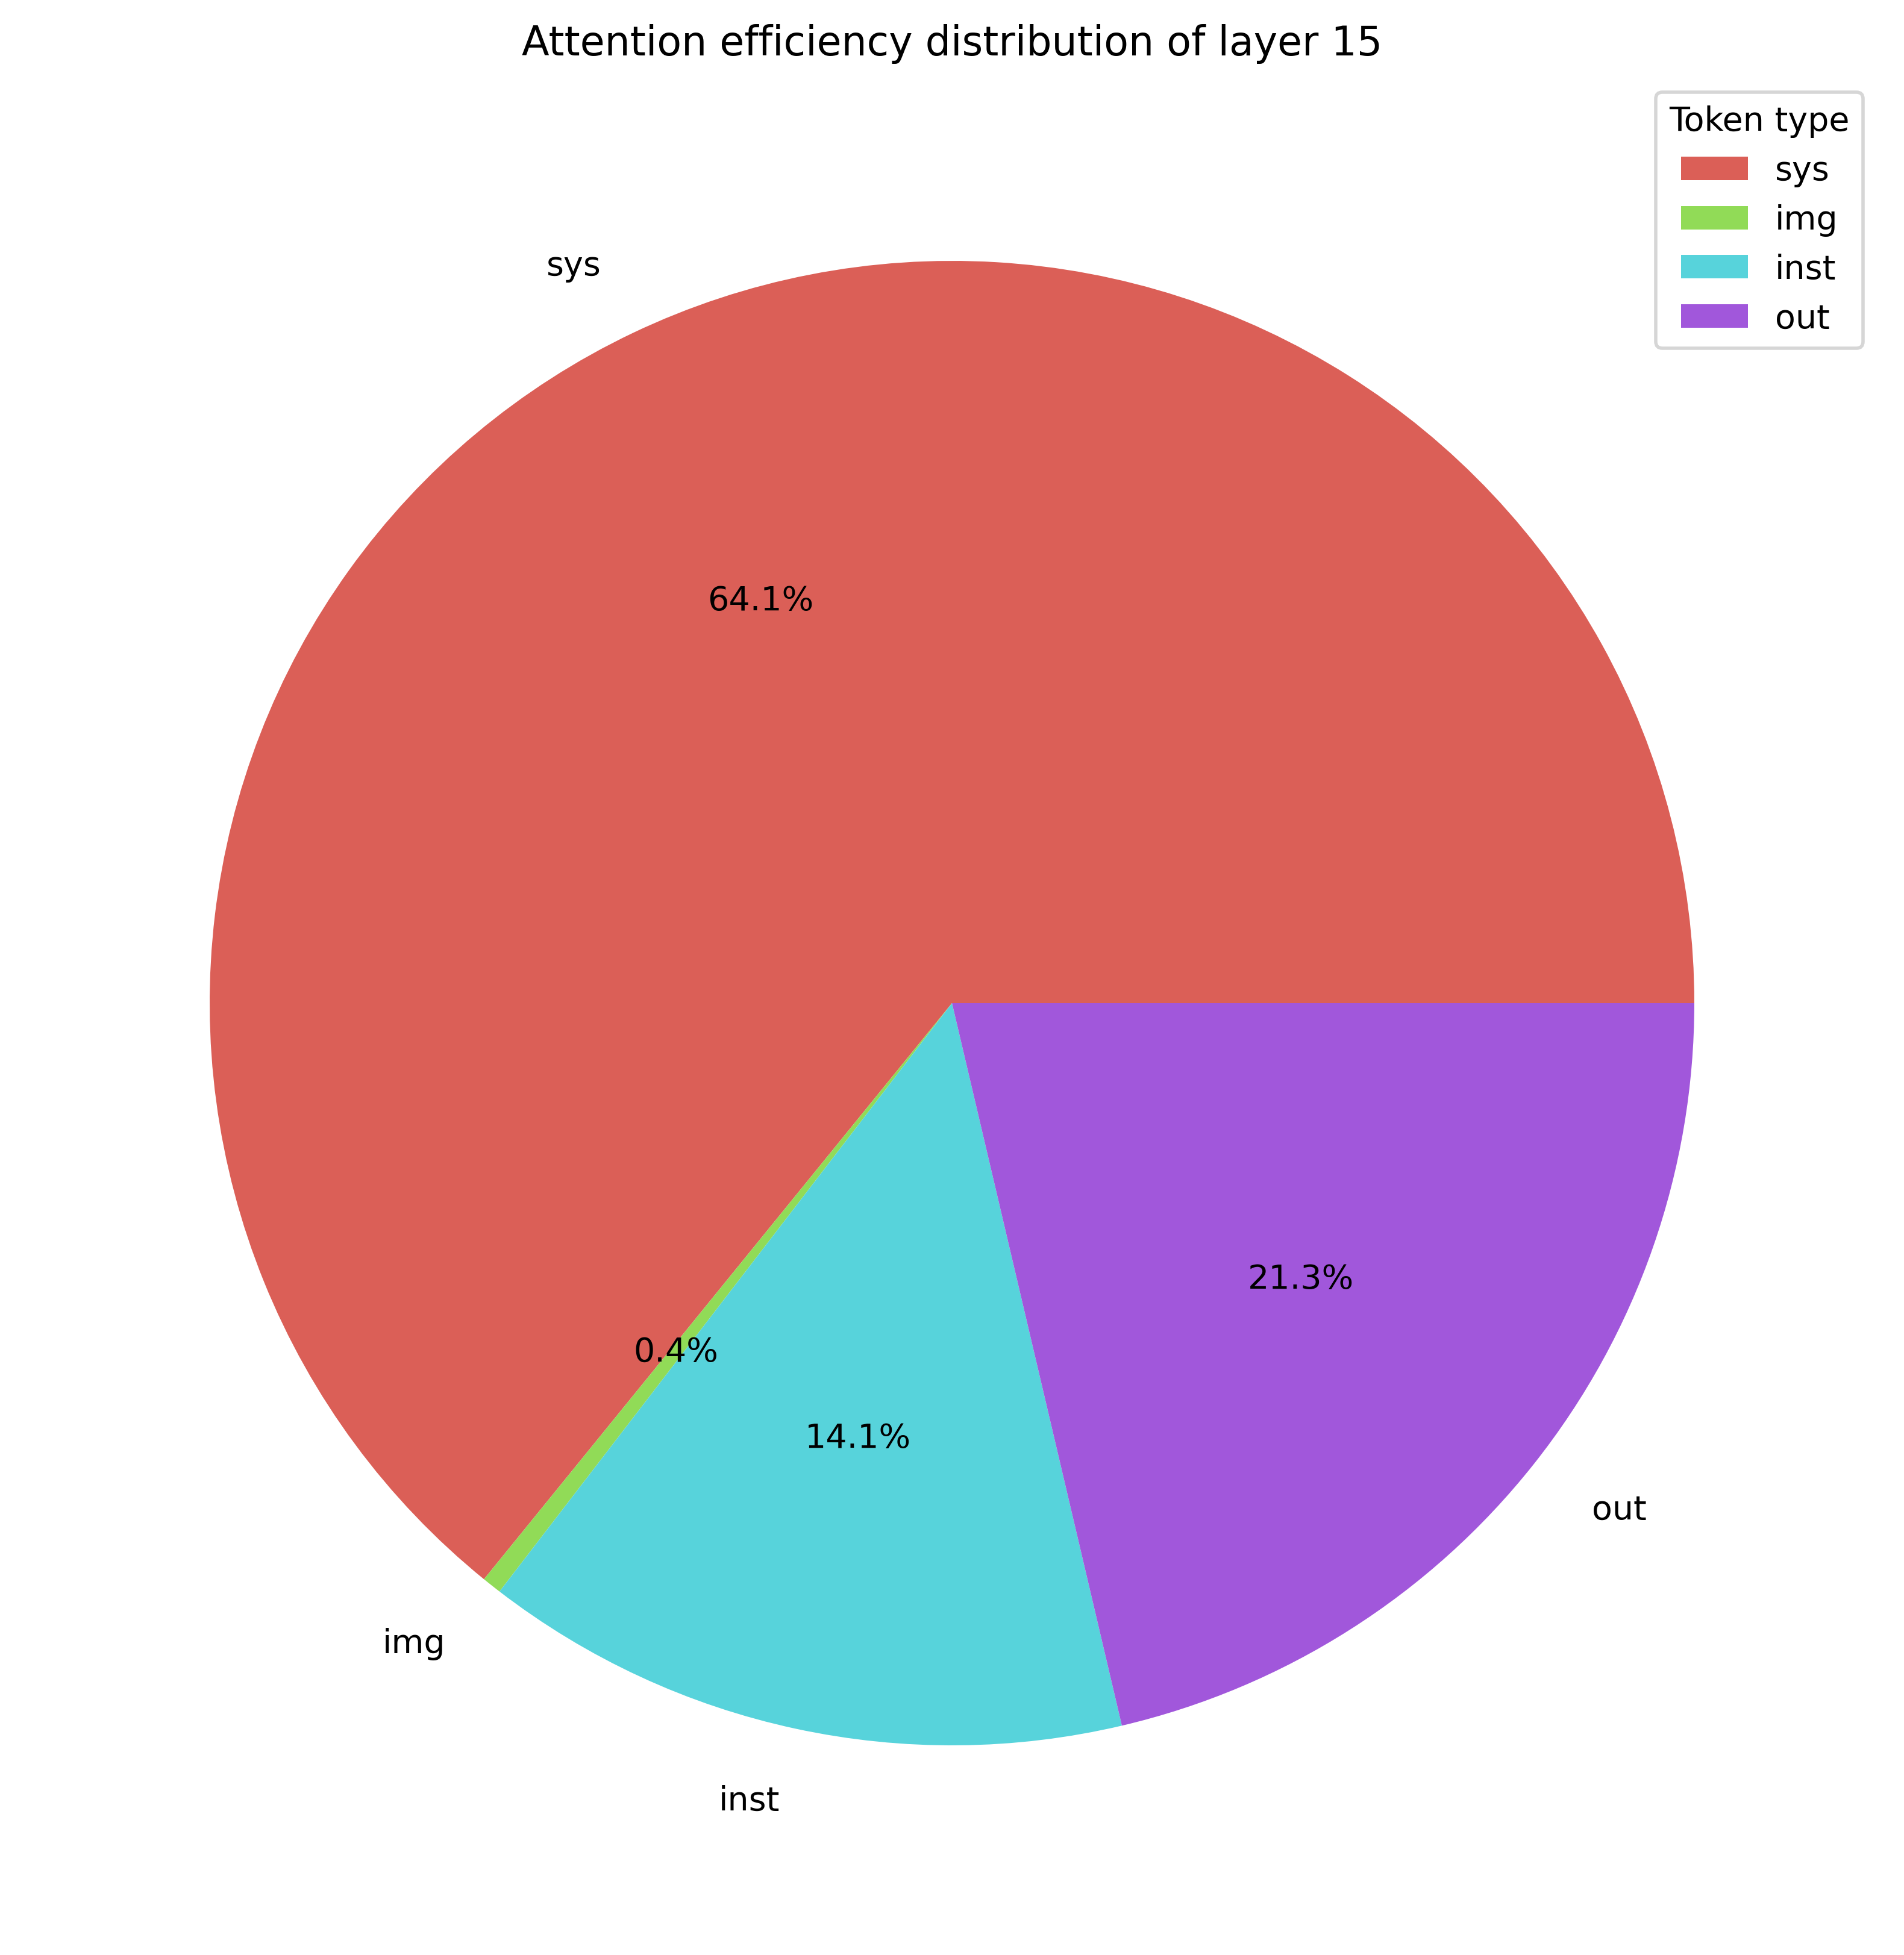 Attention efficiency distribution of layer 15
Token type
sys
img
inst
out
sys
64.1%
0.4%
14.1%
21.3%
out
img
inst